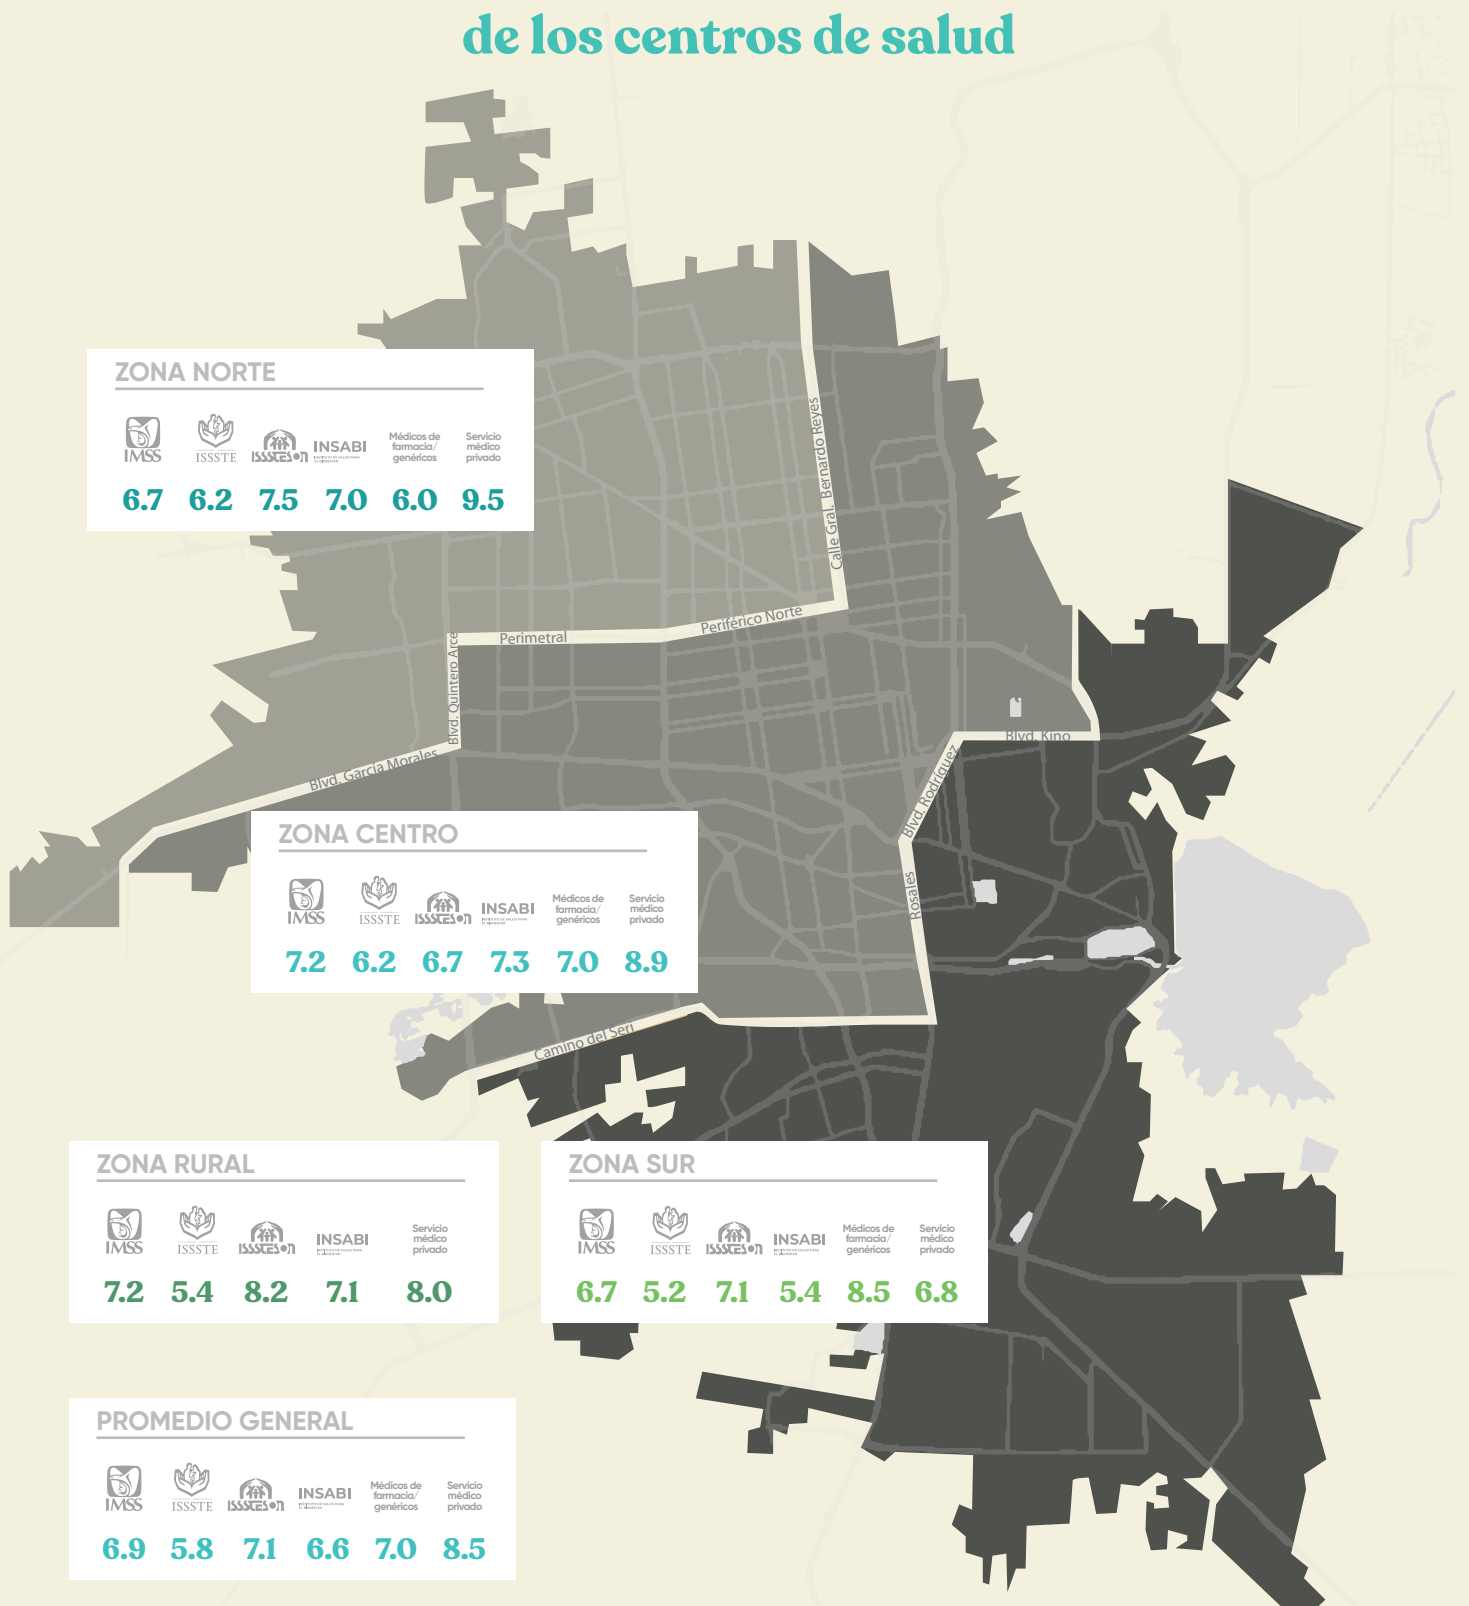 de los centros de salud
ZONA NORTE
IMSS
ISSSTE
ISSSTESON
INSABI
Médicos de
farmacia/
genéricos
Servicio
médico
privado
6.7 6.2 7.5 7.0 6.0 9.5
Calle Gral. Bernardo Reyes
Periférico Norte
Perimetral
Blvd. Quintero Arce
Blvd. García Morales
Blvd. Kino
Blvd. Rodríguez
Rosales
ZONA CENTRO
IMSS
ISSSTE
ISSSTESON
INSABI
Médicos de
farmacia/
genéricos
Servicio
médico
privado
7.2 6.2 6.7 7.3 7.0 8.9
Camino del Seri
ZONA RURAL
IMSS
ISSSTE
ISSSTESON
INSABI
Servicio
médico
privado
7.2 5.4 8.2 7.1 8.0
ZONA SUR
IMSS
ISSSTE
ISSSTESON
INSABI
Médicos de
farmacia/
genéricos
Servicio
médico
privado
6.7 5.2 7.1 5.4 8.5 6.8
PROMEDIO GENERAL
IMSS
ISSSTE
ISSSTESON
INSABI
Médicos de
farmacia/
genéricos
Servicio
médico
privado
6.9 5.8 7.1 6.6 7.0 8.5